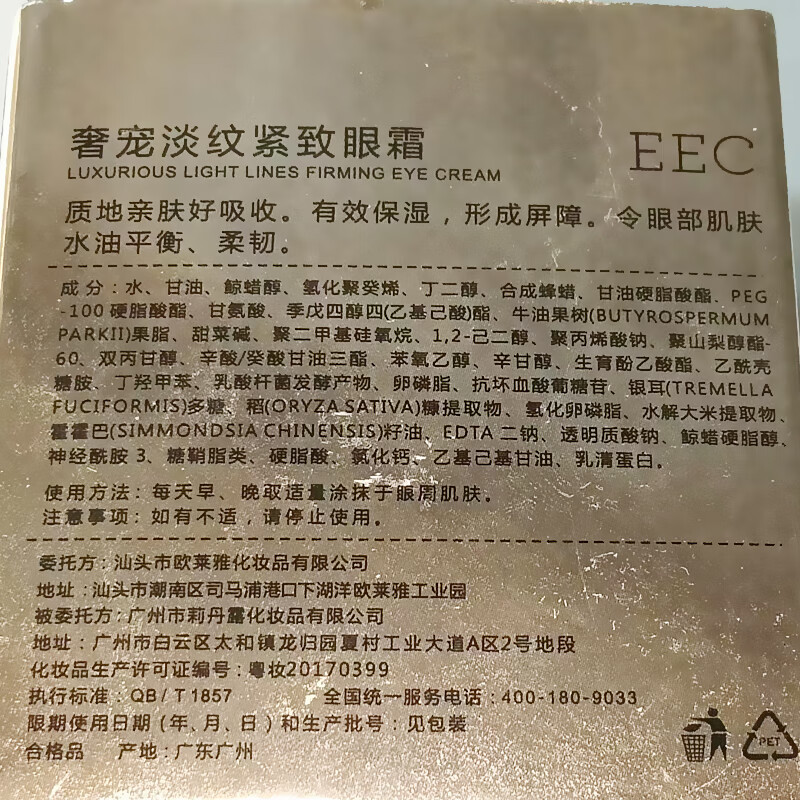 奢宠淡纹紧致眼霜
EEC
LUXURIOUS LIGHT LINES FIRMING EYE CREAM
质地亲肤好吸收。有效保湿，形成屏障。令眼部肌肤
水油平衡、柔韧。
成分：水、甘油、鲸蜡醇、氢化聚癸烯、丁二醇、合成蜂蜡、甘油硬脂酸酯、PEG
-100硬脂酸酯、甘氨酸、季戊四醇四(乙基己酸)酯、牛油果树(BUTYROSPERMUM
PARKII)果脂、甜菜碱、聚二甲基硅氧烷、1,2-己二醇、聚丙烯酸钠、聚山梨醇酯-
60、双丙甘醇、辛酸/癸酸甘油三酯、苯氧乙醇、辛甘醇、生育酚乙酸酯、乙酰壳
糖胺、丁羟甲苯、乳酸杆菌发酵产物、卵磷脂、抗坏血酸葡糖苷、银耳(TREMELLA
FUCIFORMIS)多糖、稻(ORYZA SATIVA)糠提取物、氢化卵磷脂、水解大米提取物、
霍霍巴(SIMMONDSIA CHINENSIS)籽油、EDTA 二钠、透明质酸钠、鲸蜡硬脂醇、
神经酰胺 3、糖鞘脂类、硬脂酸、氯化钙、乙基己基甘油、乳清蛋白。
使用方法：每天早、晚取适量涂抹于眼周肌肤。
注意事项：如有不适，请停止使用。
委托方：汕头市欧莱雅化妆品有限公司
地址：汕头市潮南区司马浦港口下湖洋欧莱雅工业园
被委托方：广州市莉丹露化妆品有限公司
地址：广州市白云区太和镇龙归园夏村工业大道A区2号地段
化妆品生产许可证编号：粤妆20170399
执行标准：QB/T1857 全国统一服务电话：400-180-9033
限期使用日期（年、月、日）和生产批号：见包装
合格品 产地：广东广州
PET